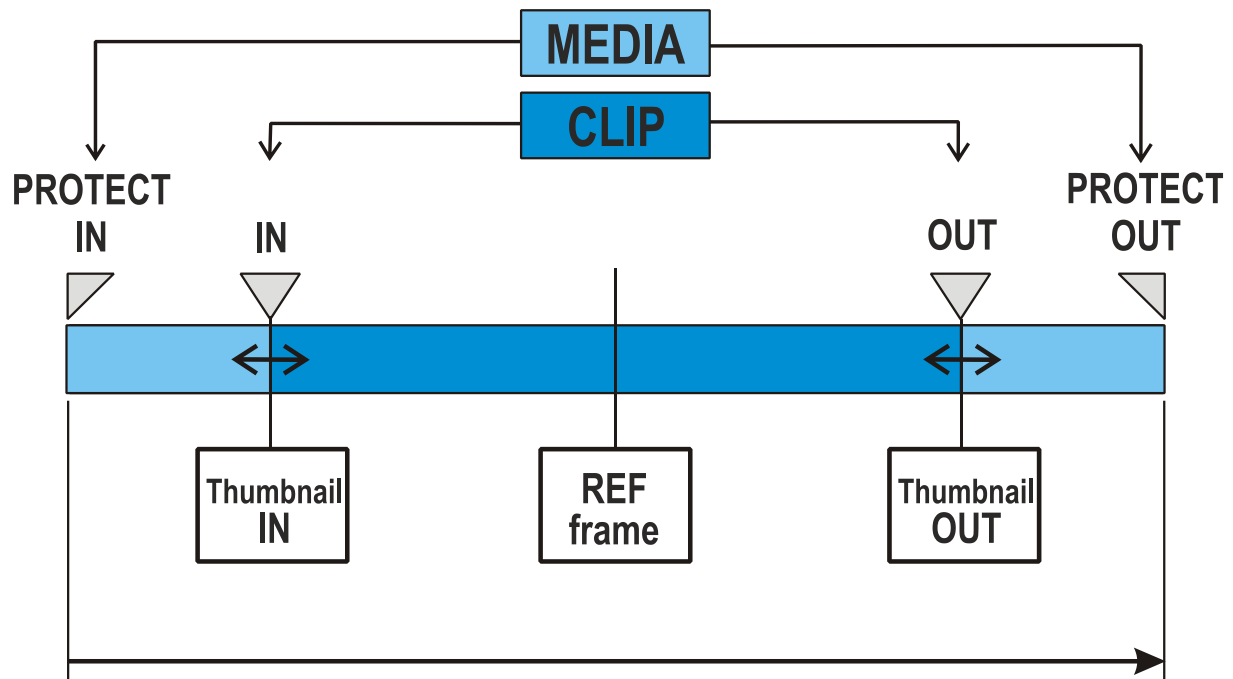 MEDIA
CLIP
PROTECT
IN
IN
OUT
PROTECT
OUT
Thumbnail
IN
REF
frame
Thumbnail
OUT